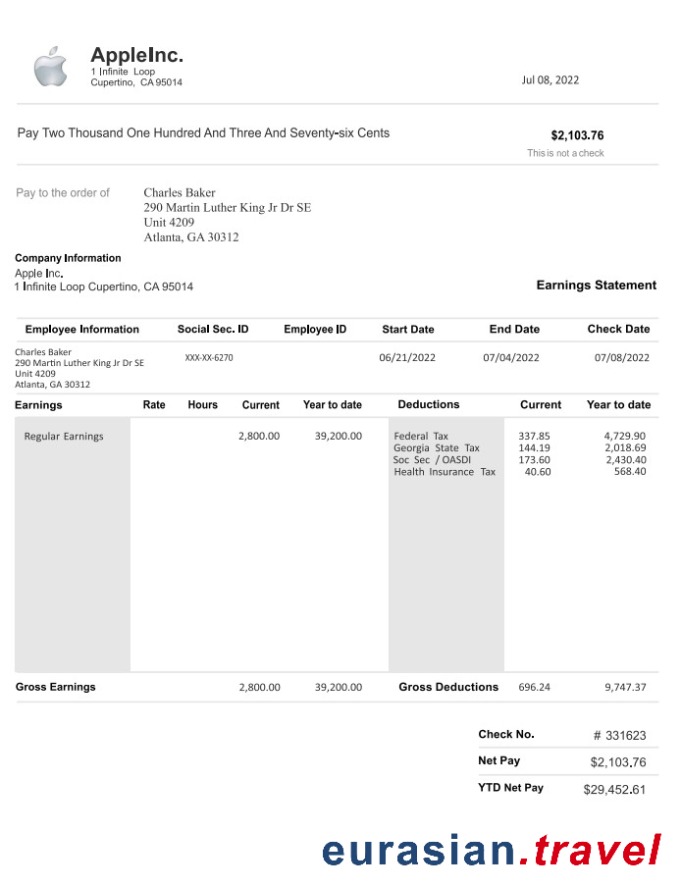 AppleInc.
1 Infinite Loop
Cupertino, CA 95014
Jul 08, 2022
Pay Two Thousand One Hundred And Three And Seventy-six Cents
$2,103.76
This is not a check
Pay to the order of
Charles Baker
290 Martin Luther King Jr Dr SE
Unit 4209
Atlanta, GA 30312
Company Information
Apple Inc.
1 Infinite Loop Cupertino, CA 95014
Earnings Statement
Employee Information Social Sec. ID Employee ID Start Date End Date Check Date
Charles Baker
290 Martin Luther King Jr Dr SE
Unit 4209
Atlanta, GA 30312
XXX-XX-6270 06/21/2022 07/04/2022 07/08/2022
Earnings Rate Hours Current Year to date Deductions Current Year to date
Regular Earnings 2,800.00 39,200.00 Federal Tax 337.85 4,729.90
Georgia State Tax 144.19 2,018.69
Soc Sec / OASDI 173.60 2,430.40
Health Insurance Tax 40.60 568.40
Gross Earnings 2,800.00 39,200.00 Gross Deductions 696.24 9,747.37
Check No. # 331623
Net Pay $2,103.76
YTD Net Pay $29,452.61
eurasian.travel